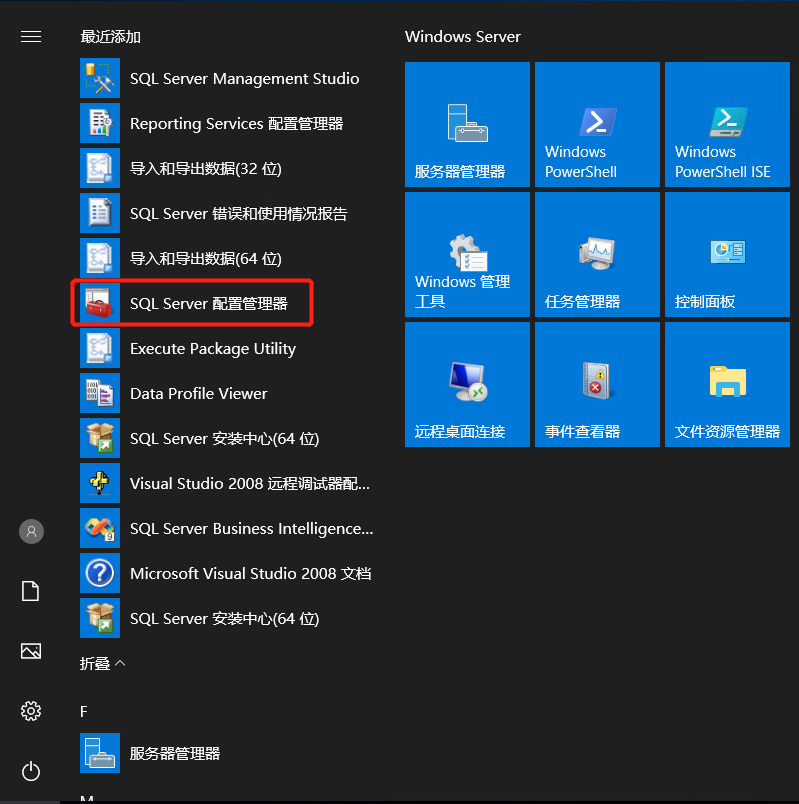 最近添加
SQL Server Management Studio
Reporting Services 配置管理器
导入和导出数据(32 位)
SQL Server 错误和使用情况报告
导入和导出数据(64 位)
SQL Server 配置管理器
Execute Package Utility
Data Profile Viewer
SQL Server 安装中心(64 位)
Visual Studio 2008 远程调试器配...
SQL Server Business Intelligence...
Microsoft Visual Studio 2008 文档
SQL Server 安装中心(64 位)
折叠
F
服务器管理器
M
Windows Server
服务器管理器
Windows
PowerShell
Windows
PowerShell ISE
Windows 管理
工具
任务管理器
控制面板
远程桌面连接
事件查看器
文件资源管理器